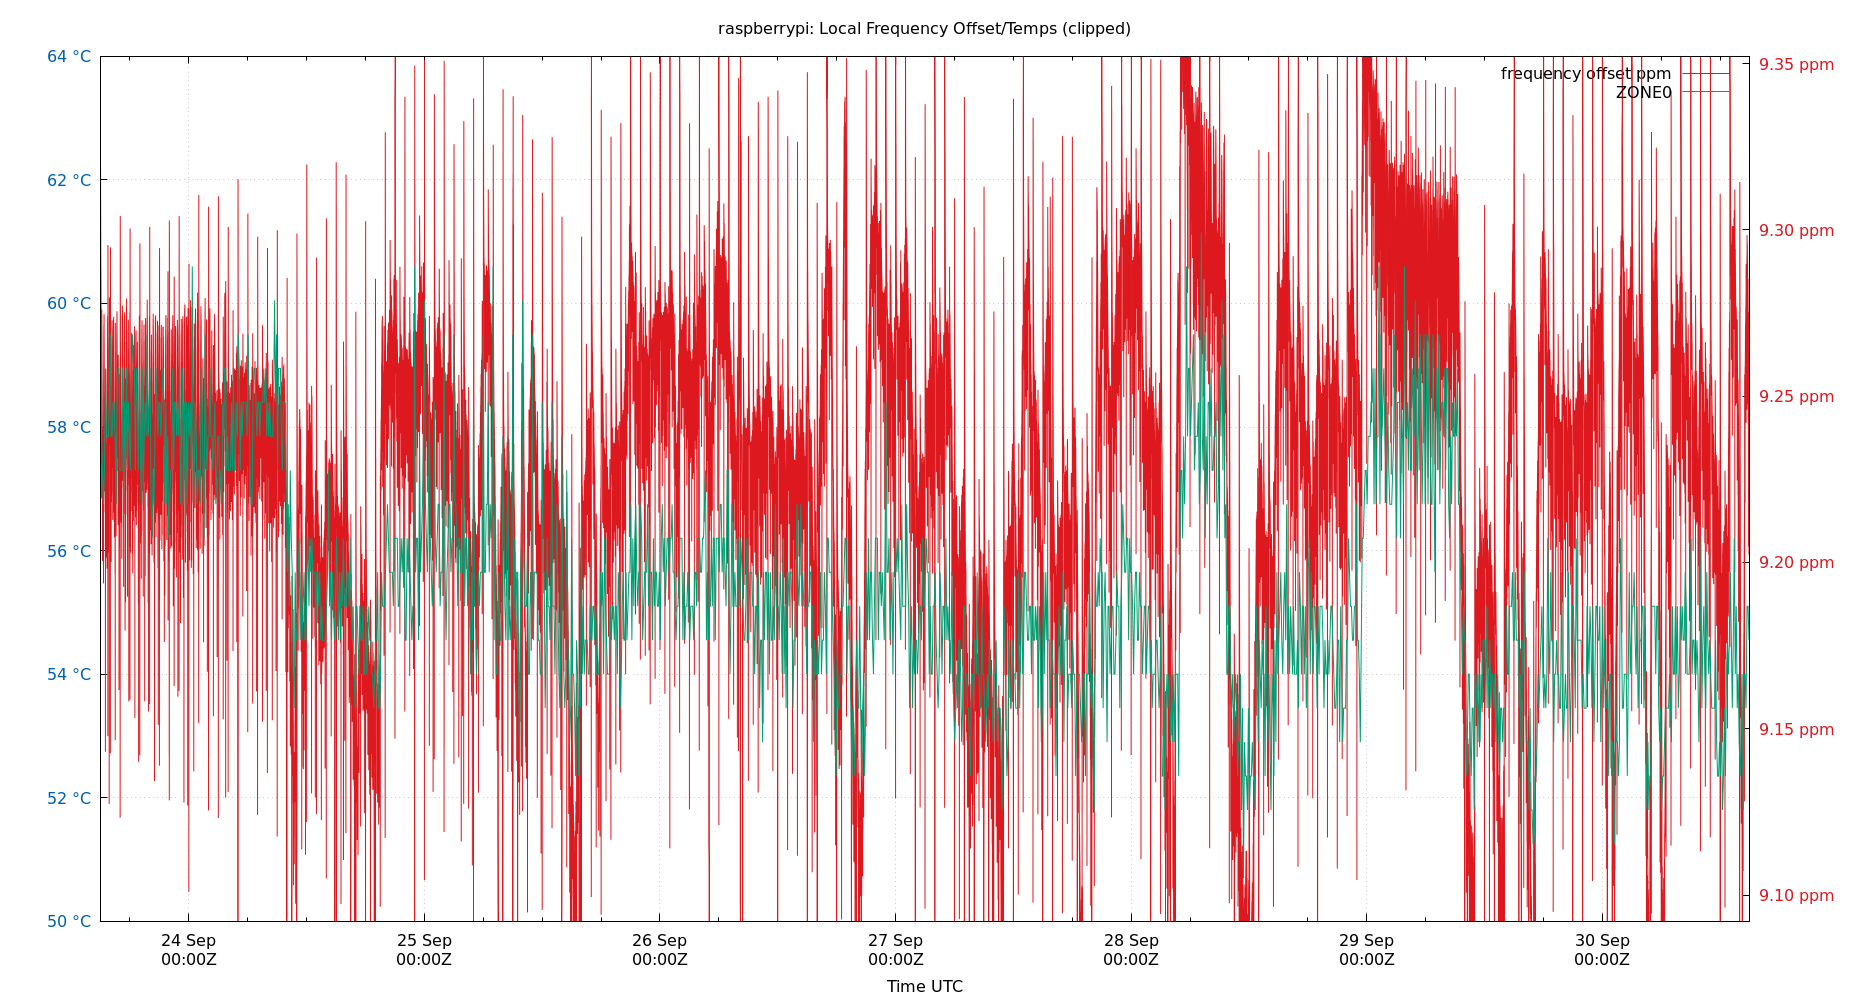 raspberrypi: Local Frequency Offset/Temps (clipped)
64 °C
62 °C
60 °C
58 °C
56 °C
54 °C
52 °C
50 °C
9.35 ppm
9.30 ppm
9.25 ppm
9.20 ppm
9.15 ppm
9.10 ppm
frequency offset ppm
ZONE0
24 Sep
00:00Z
25 Sep
00:00Z
26 Sep
00:00Z
27 Sep
00:00Z
28 Sep
00:00Z
29 Sep
00:00Z
30 Sep
00:00Z
Time UTC